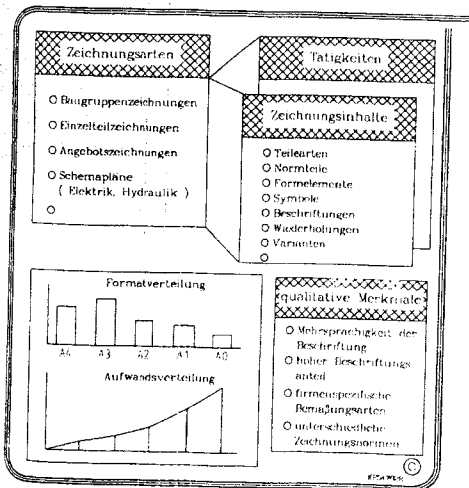 Zeichnungsarten
O Baugruppenzeichnungen
O Einzelteilzeichnungen
O Angebotszeichnungen
O Schemapläne
( Elektrik, Hydraulik )
O
Tätigkeiten
Zeichnungsinhalte
O Teilearten
O Normteile
O Formelemente
O Symbole
O Beschriftungen
O Wiederholungen
O Varianten
O
Formatverteilung
A4 A3 A2 A1 A0
Aufwandsverteilung
qualitative Merkmale
O Mehrsprachigkeit der
Beschriftung
O hoher Beschriftungs
anteil
O firmenspezifische
Bemaßungsarten
O unterschiedliche
Zeichnungsnormen
©